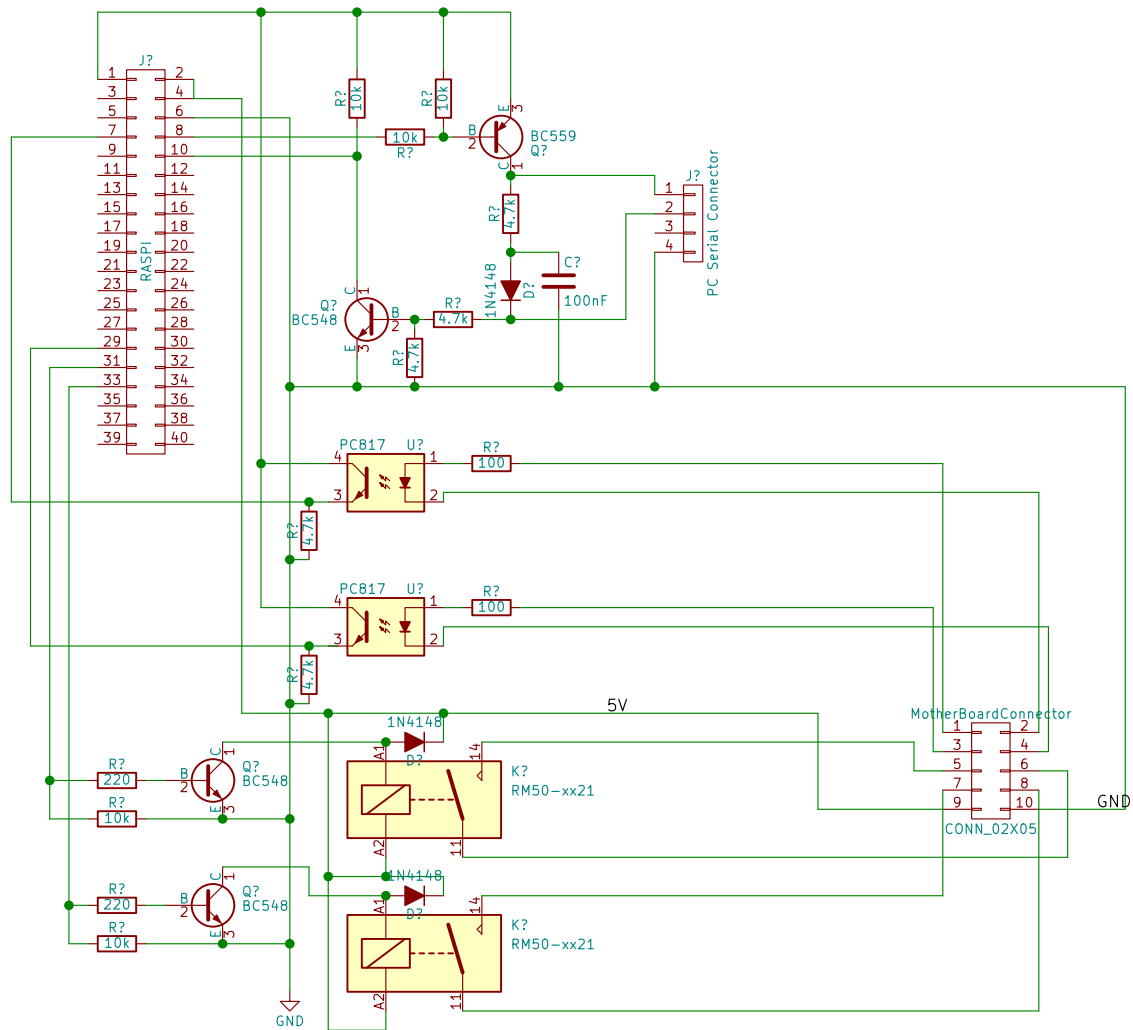 J?
1 2
3 4
5 6
7 8
9 10
11 12
13 14
15 16
17 18
19 20
21 22
23 24
25 26
27 28
29 30
31 32
33 34
35 36
37 38
39 40
RASPI
R?
10k
R?
10k
10k
R?
E
3
B
2
C
1
BC559
Q?
R?
4.7k
J?
1
2
3
4
PC Serial Connector
1N4148
D?
C?
100nF
Q?
BC548
C
1
B
2
E
3
R?
4.7k
R?
4.7k
PC817 U?
4 1
3 2
R?
100
R?
4.7k
PC817 U?
4 1
3 2
R?
100
R?
4.7k
5V
MotherBoardConnector
1 2
3 4
5 6
7 8
9 10
CONN_02X05
GND
1N4148
D?
A1
14
A2
11
K?
RM50-xx21
R?
220
R?
10k
C
1
B
2
E
3
Q?
BC548
1N4148
D?
A1
14
A2
11
K?
RM50-xx21
R?
220
R?
10k
C
1
B
2
E
3
Q?
BC548
GND